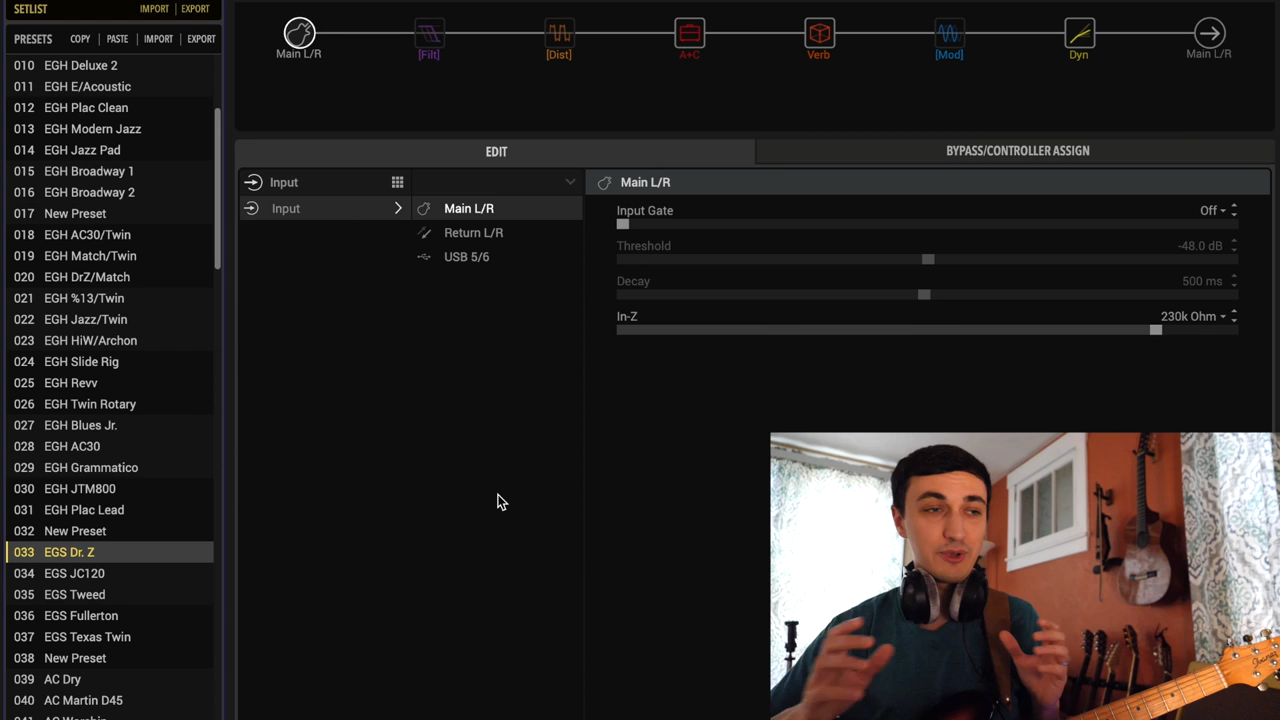 SETLIST IMPORT | EXPORT
PRESETS COPY | PASTE IMPORT | EXPORT
010 EGH Deluxe 2
011 EGH E/Acoustic
012 EGH Plac Clean
013 EGH Modern Jazz
014 EGH Jazz Pad
015 EGH Broadway 1
016 EGH Broadway 2
017 New Preset
018 EGH AC30/Twin
019 EGH Match/Twin
020 EGH DrZ/Match
021 EGH %13/Twin
022 EGH Jazz/Twin
023 EGH HiW/Archon
024 EGH Slide Rig
025 EGH Revv
026 EGH Twin Rotary
027 EGH Blues Jr.
028 EGH AC30
029 EGH Grammatico
030 EGH JTM800
031 EGH Plac Lead
032 New Preset
033 EGS Dr. Z
034 EGS JC120
035 EGS Tweed
036 EGS Fullerton
037 EGS Texas Twin
038 New Preset
039 AC Dry
040 AC Martin D45
Main L/R [Filt] [Dist] A+C Verb [Mod] Dyn Main L/R
EDIT BYPASS/CONTROLLER ASSIGN
Input
Input
Main L/R
Return L/R
USB 5/6
Main L/R
Input Gate Off
Threshold -48.0 dB
Decay 500 ms
In-Z 230k Ohm
Ibanez